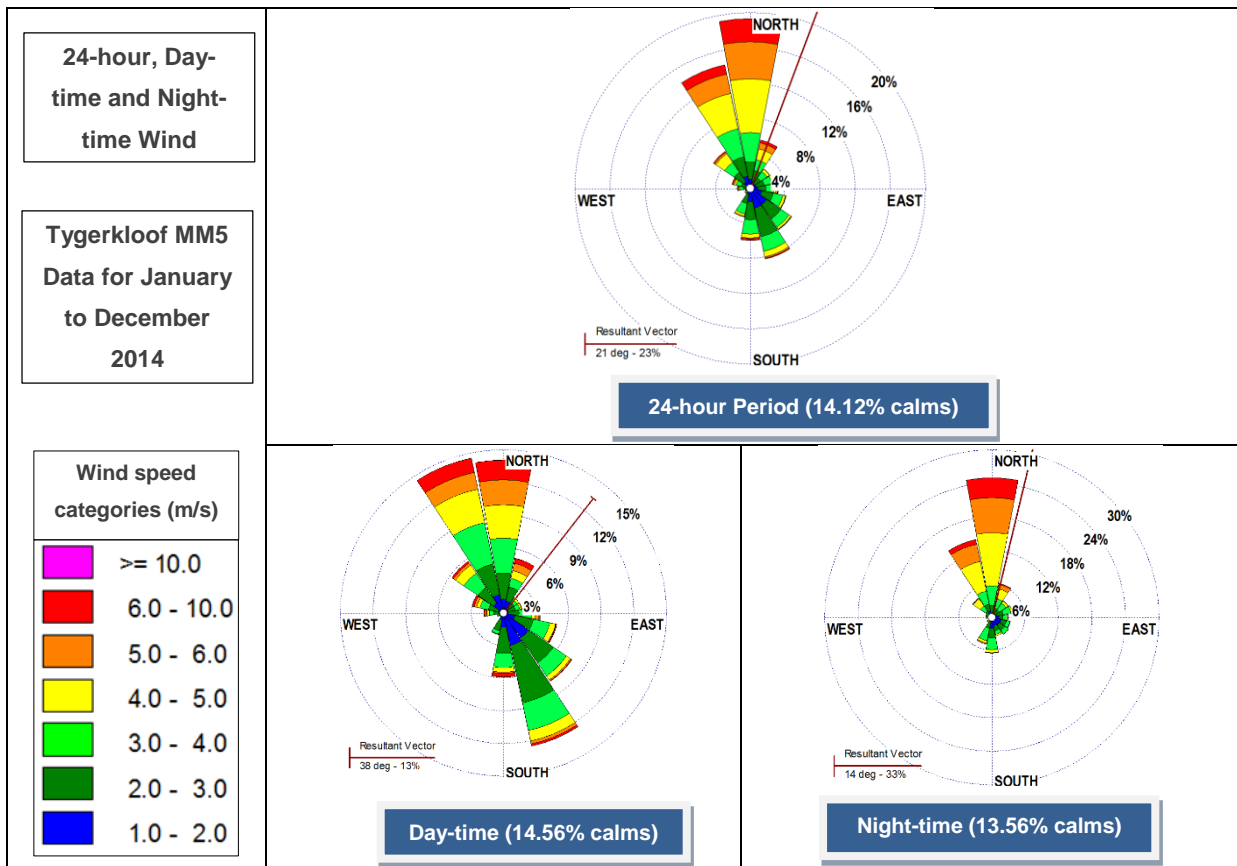 24-hour, Day-
time and Night-
time Wind
Tygerkloof MM5
Data for January
to December
2014
Wind speed
categories (m/s)
>= 10.0
6.0 - 10.0
5.0 - 6.0
4.0 - 5.0
3.0 - 4.0
2.0 - 3.0
1.0 - 2.0
NORTH
20%
16%
12%
8%
4%
WEST
EAST
Resultant Vector
21 deg - 23%
SOUTH
24-hour Period (14.12% calms)
NORTH
15%
12%
9%
6%
3%
WEST
EAST
Resultant Vector
38 deg - 13%
SOUTH
Day-time (14.56% calms)
NORTH
30%
24%
18%
12%
6%
WEST
EAST
Resultant Vector
14 deg - 33%
SOUTH
Night-time (13.56% calms)